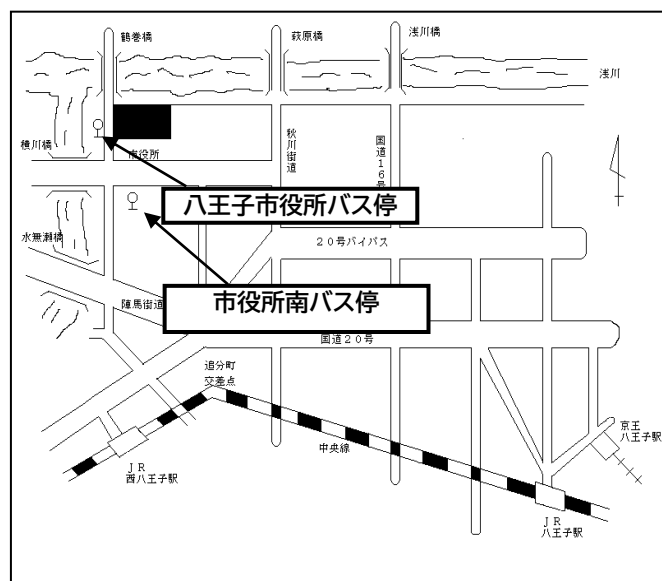 鶴巻橋
萩原橋
浅川橋
浅川
横川橋
市役所
秋川
街道
国道16号
八王子市役所バス停
水無瀬橋
20号バイパス
陣馬街道
市役所南バス停
国道20号
追分町
交差点
中央線
京王
八王子駅
JR
西八王子駅
JR
八王子駅